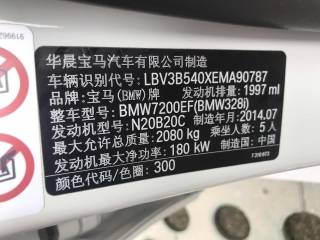 华晨宝马汽车有限公司制造
车辆识别代号: LBV3B540XEMA90787
品牌: 宝马(BMW)牌 发动机排量: 1997 ml
整车型号: BMW7200EF(BMW328i)
发动机型号: N20B20C 制造年月: 2014.07
最大允许总质量: 2080 kg 乘坐人数: 5 人
发动机最大净功率: 180 kW 制造国: 中国
颜色代码/色圈: 300